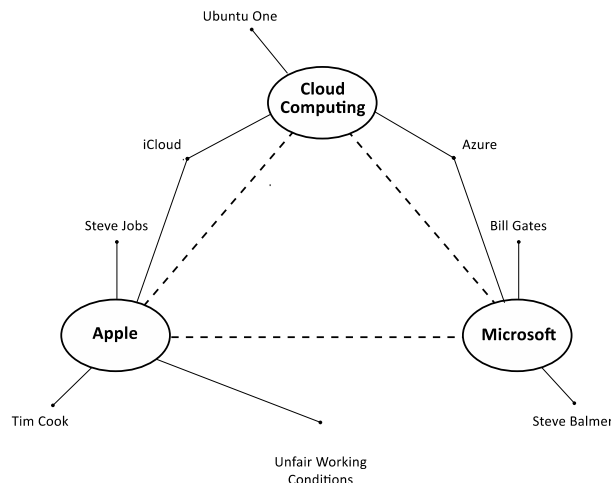 Ubuntu One
Cloud
Computing
iCloud
Azure
Steve Jobs
Bill Gates
Apple
Microsoft
Tim Cook
Steve Balmer
Unfair Working
Conditions